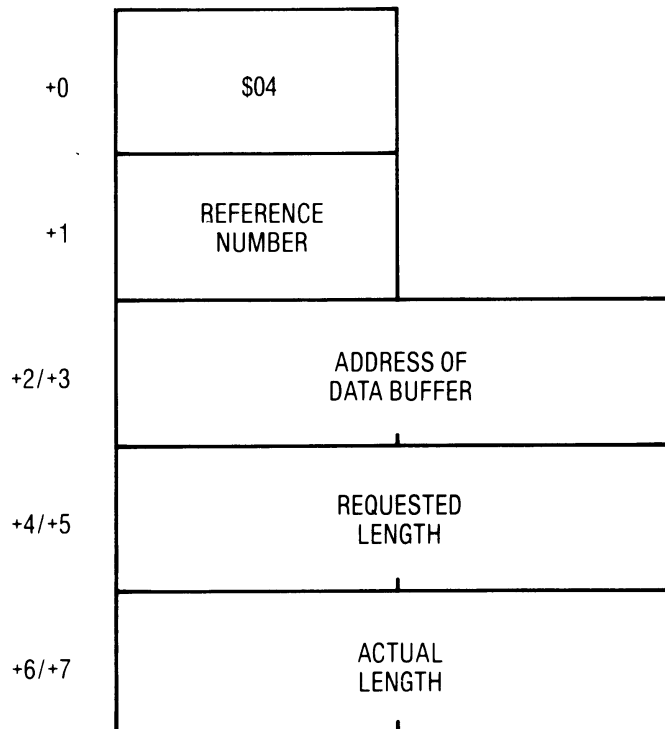 +0 $04
+1 REFERENCE
NUMBER
+2/+3 ADDRESS OF
DATA BUFFER
+4/+5 REQUESTED
LENGTH
+6/+7 ACTUAL
LENGTH